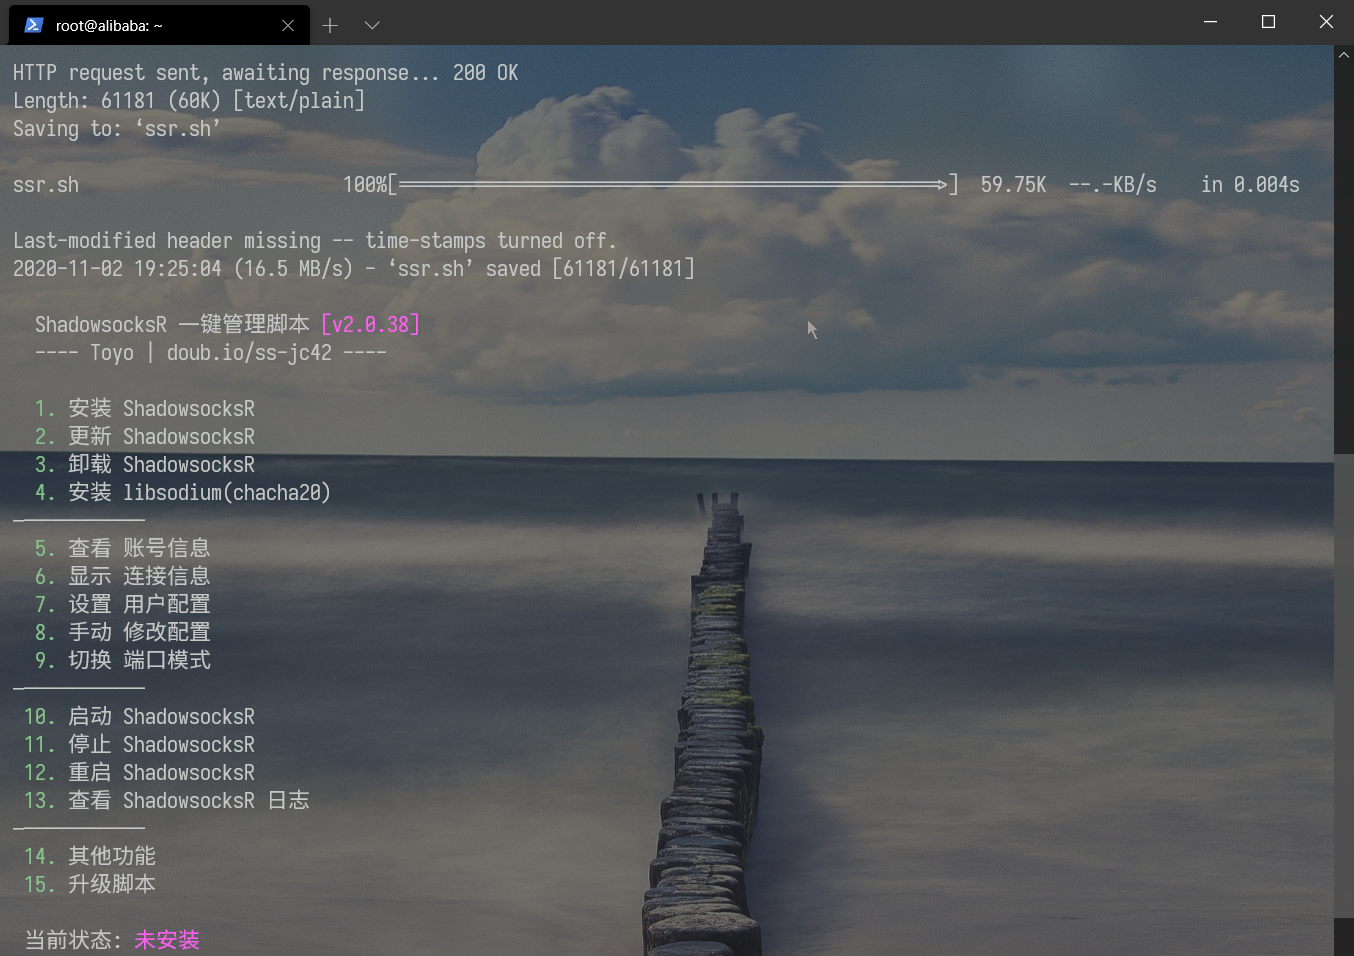 root@alibaba: ~
HTTP request sent, awaiting response... 200 OK
Length: 61181 (60K) [text/plain]
Saving to: ‘ssr.sh’
ssr.sh 100%[===================================================>] 59.75K --.-KB/s in 0.004s
Last-modified header missing -- time-stamps turned off.
2020-11-02 19:25:04 (16.5 MB/s) - ‘ssr.sh’ saved [61181/61181]
ShadowsocksR 一键管理脚本 [v2.0.38]
---- Toyo | doub.io/ss-jc42 ----
1. 安装 ShadowsocksR
2. 更新 ShadowsocksR
3. 卸载 ShadowsocksR
4. 安装 libsodium(chacha20)
————————————
5. 查看 账号信息
6. 显示 连接信息
7. 设置 用户配置
8. 手动 修改配置
9. 切换 端口模式
————————————
10. 启动 ShadowsocksR
11. 停止 ShadowsocksR
12. 重启 ShadowsocksR
13. 查看 ShadowsocksR 日志
————————————
14. 其他功能
15. 升级脚本
当前状态: 未安装